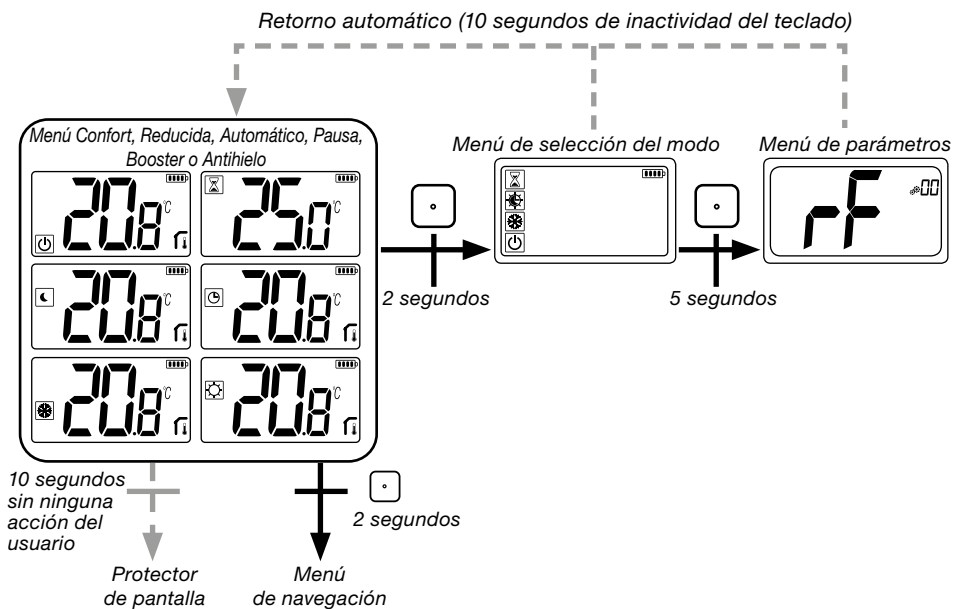 Retorno automático (10 segundos de inactividad del teclado)
Menú Confort, Reducida, Automático, Pausa,
Booster o Antihielo
20.8 °C
25.0 °C
20.8 °C
20.8 °C
20.8 °C
20.8 °C
2 segundos
Menú de selección del modo
5 segundos
Menú de parámetros
rF
00
10 segundos
sin ninguna
acción del
usuario
2 segundos
Protector
de pantalla
Menú
de navegación